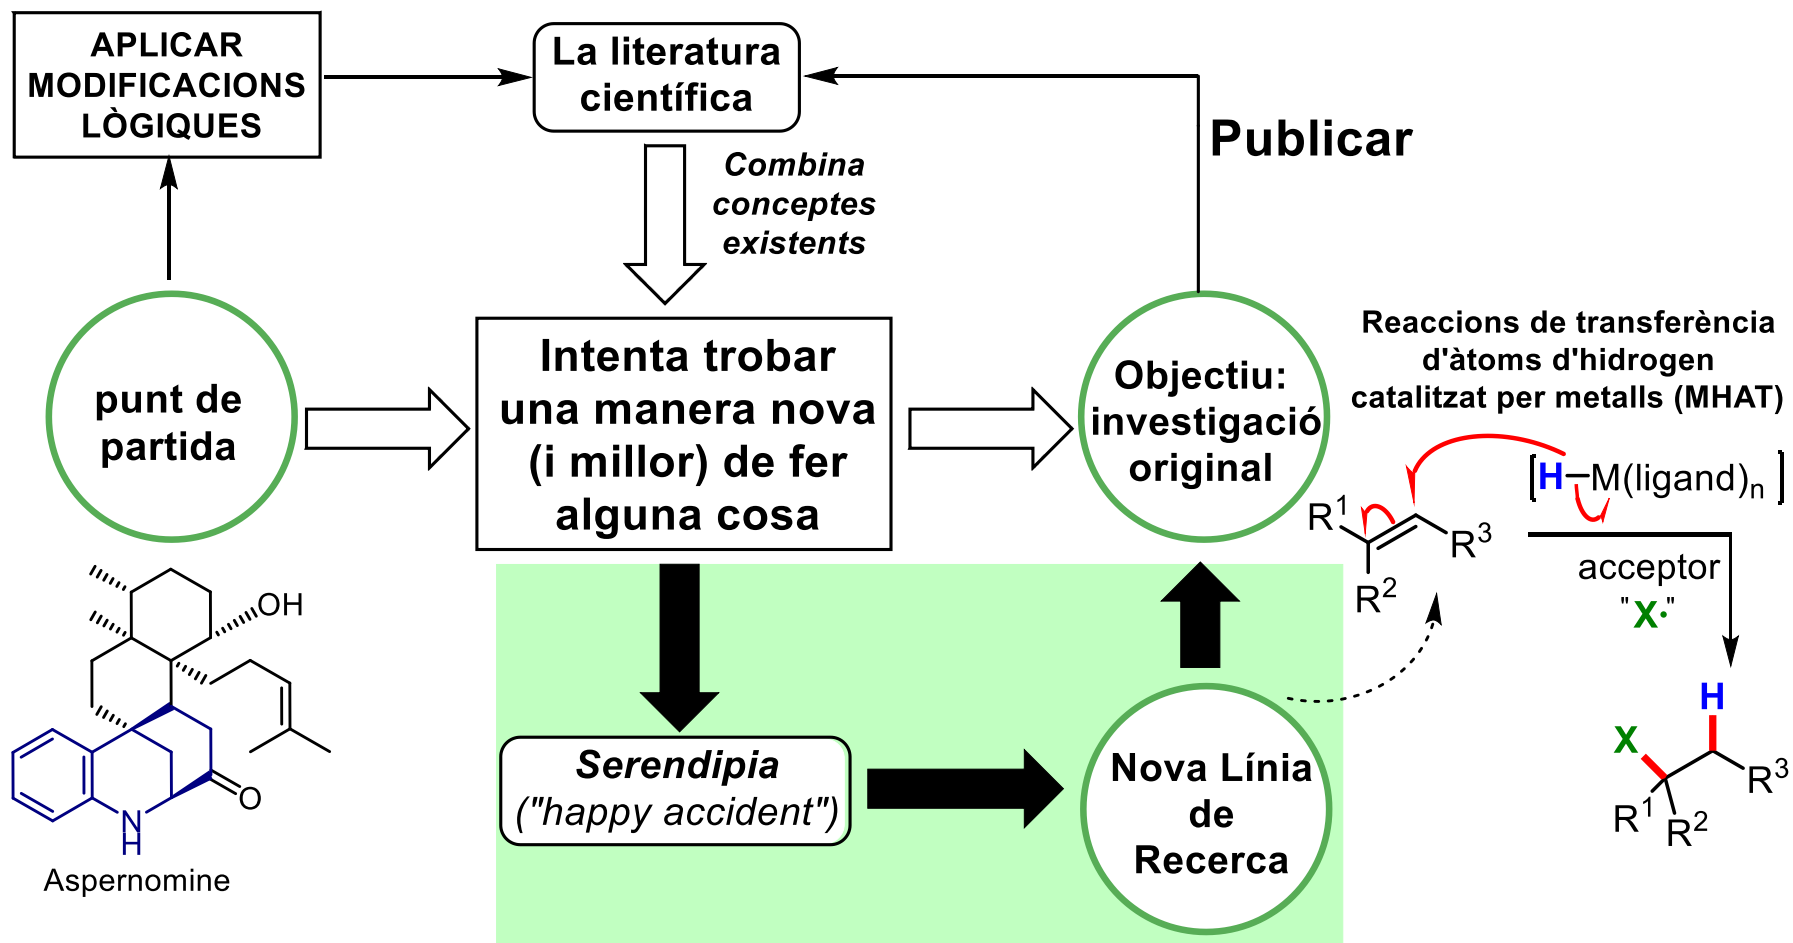 APLICAR
MODIFICACIONS
LÒGIQUES
La literatura
científica
Publicar
Combina
conceptes
existents
punt de
partida
Intenta trobar
una manera nova
(i millor) de fer
alguna cosa
Objectiu:
investigació
original
Reaccions de transferència
d'àtoms d'hidrogen
catalitzat per metalls (MHAT)
[H–M(ligand)n]
R1
R3
R2
acceptor
"X·"
OH
O
N
H
Aspernomine
Serendipia
("happy accident")
Nova Línia
de
Recerca
H
X
R3
R1
R2